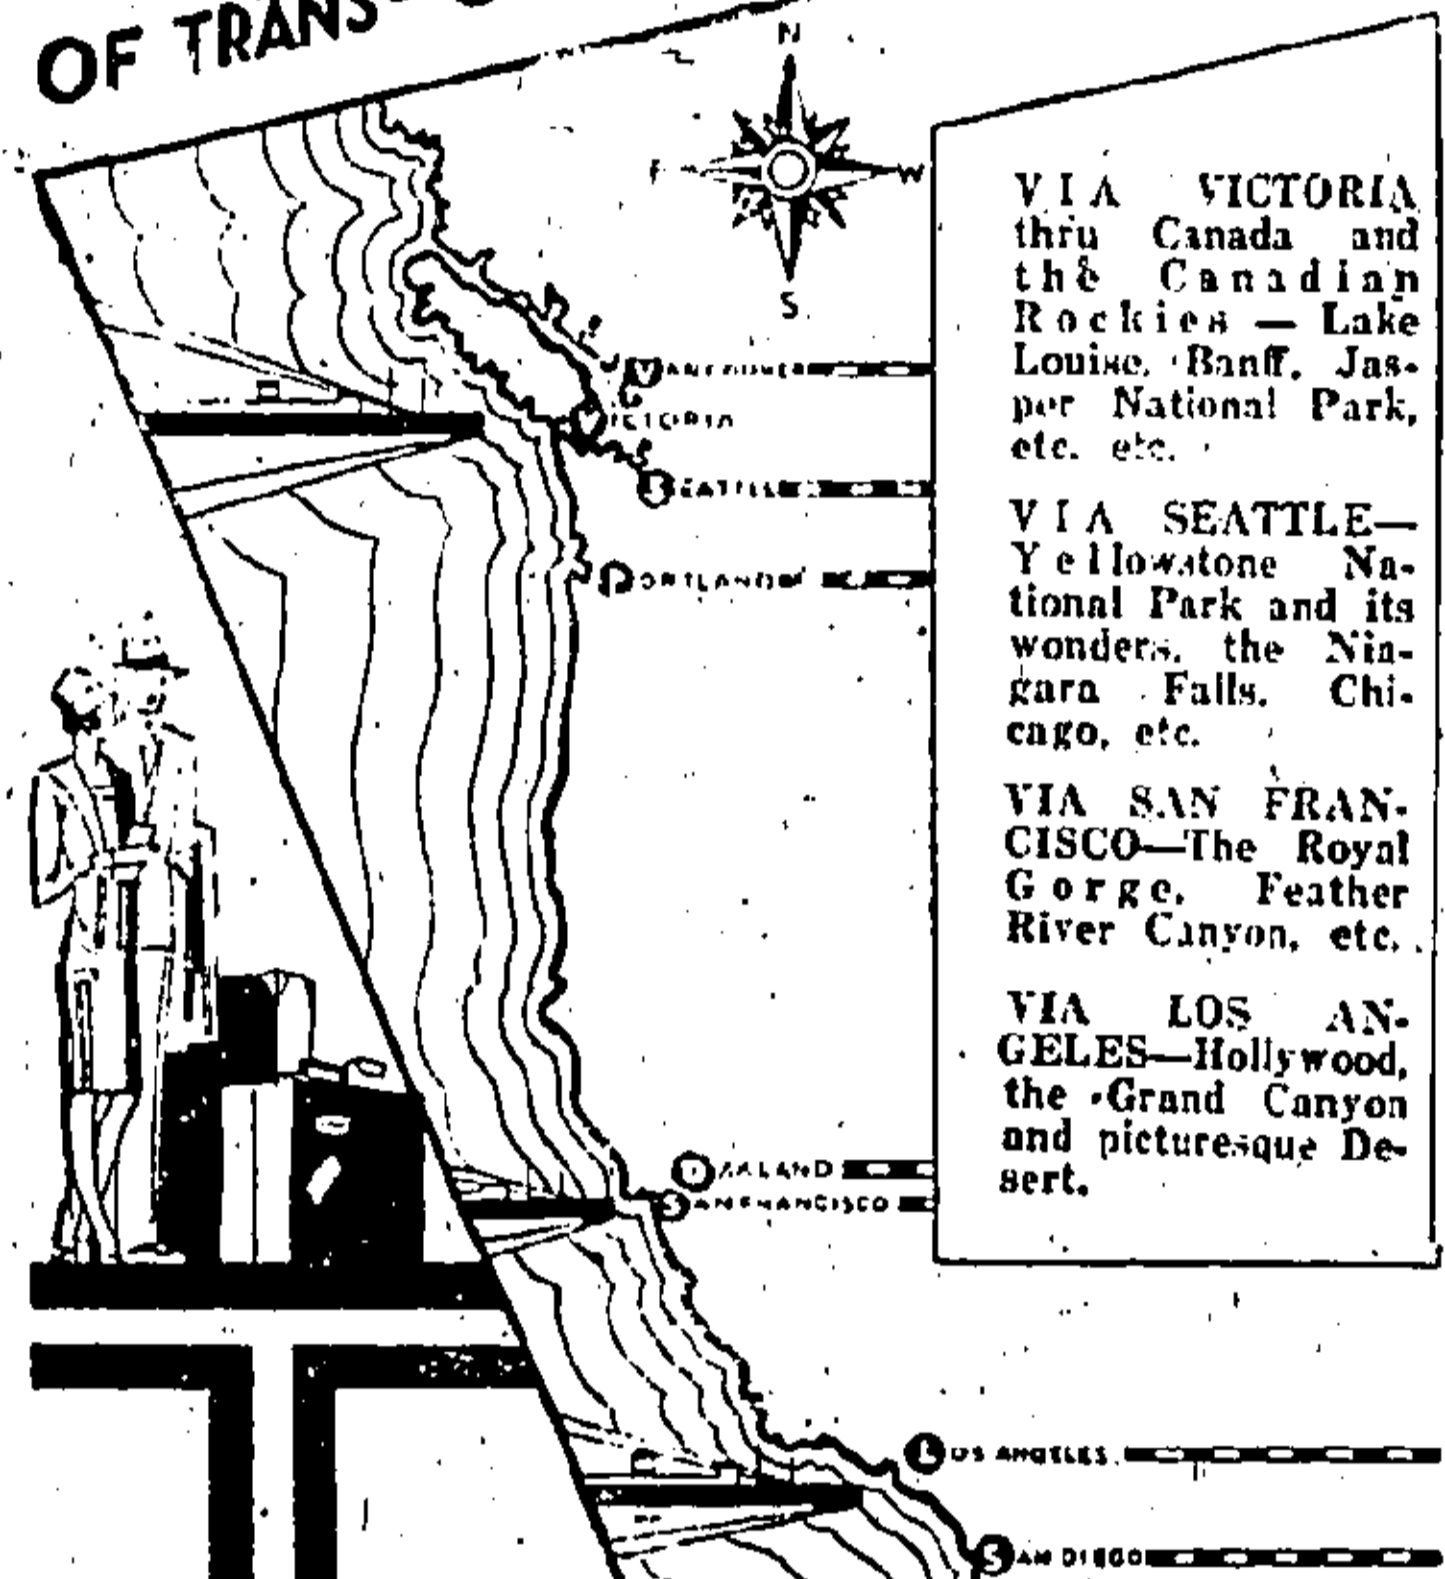 OF TRANS-
N
W
S
VANCOUVER
VICTORIA
SEATTLE
PORTLAND
OAKLAND
SAN FRANCISCO
LOS ANGELES
SAN DIEGO
VIA VICTORIA
thru Canada and
the Canadian
Rockies — Lake
Louise, Banff, Jas-
per National Park,
etc. etc.
VIA SEATTLE—
Yellowstone Na-
tional Park and its
wonders, the Nia-
gara Falls, Chi-
cago, etc.
VIA SAN FRAN-
CISCO—The Royal
Gorge, Feather
River Canyon, etc.
VIA LOS AN-
GELES—Hollywood,
the Grand Canyon
and picturesque De-
sert.